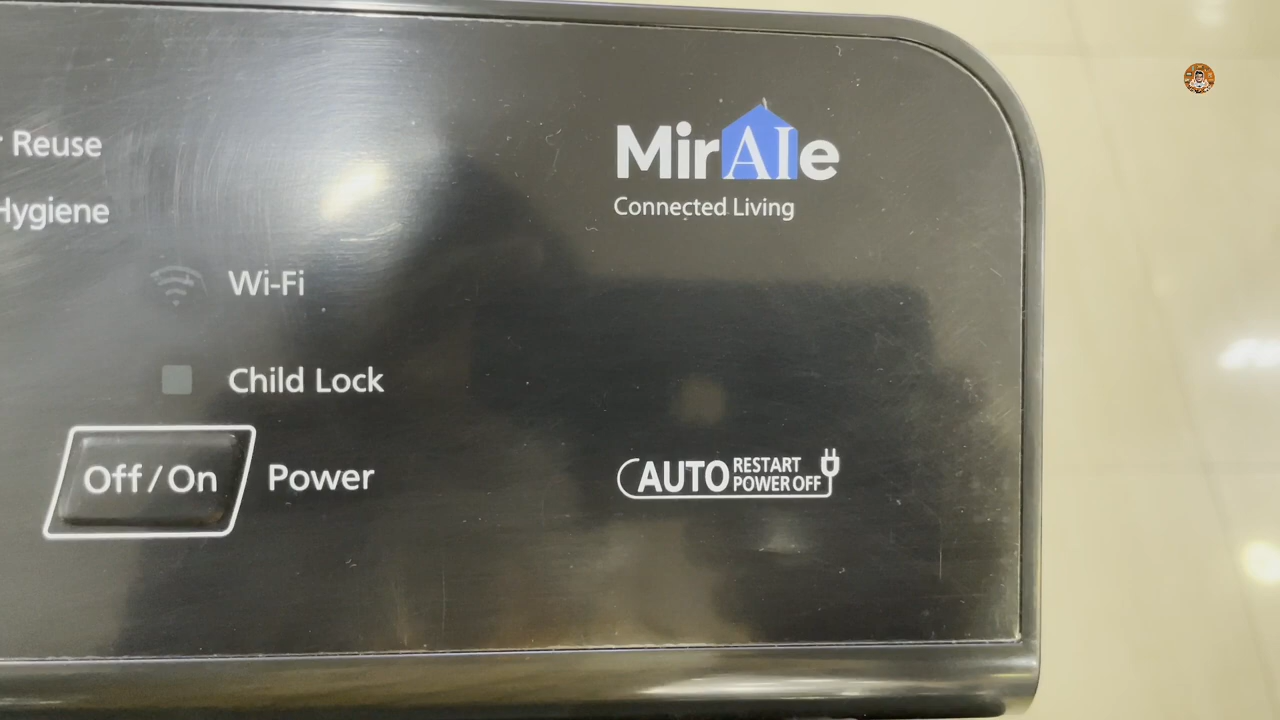 Reuse
Hygiene
Wi-Fi
Child Lock
Off/On Power
MirAIe
Connected Living
AUTO RESTART
POWER OFF